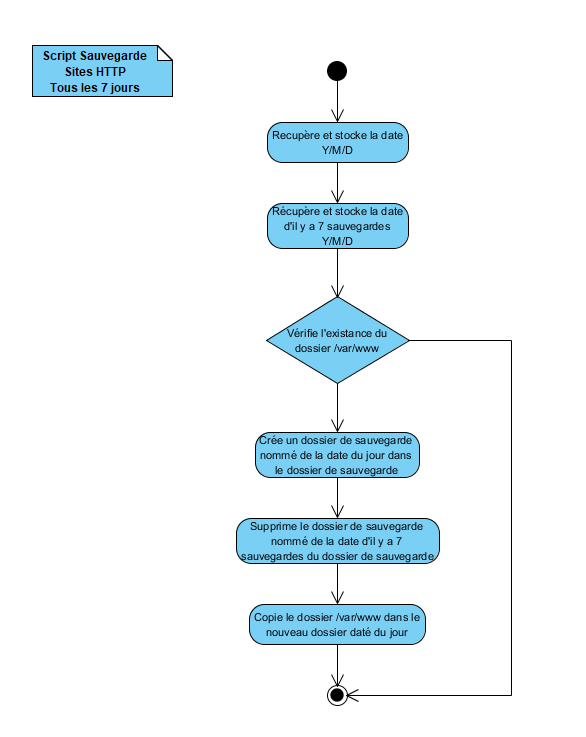 Script Sauvegarde
Sites HTTP
Tous les 7 jours
Recupère et stocke la date
Y/M/D
Récupère et stocke la date
d'il y a 7 sauvegardes
Y/M/D
Vérifie l'existance du
dossier /var/www
Crée un dossier de sauvegarde
nommé de la date du jour dans
le dossier de sauvegarde
Supprime le dossier de sauvegarde
nommé de la date d'il y a 7
sauvegardes du dossier de sauvegarde
Copie le dossier /var/www dans le
nouveau dossier daté du jour